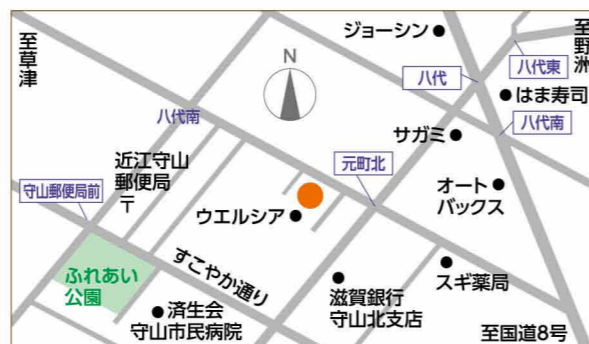 至草津
ジョーシン
至野洲
N
八代
八代東
はま寿司
八代南
八代南
サガミ
近江守山
郵便局
〒
守山郵便局前
元町北
オート
バックス
ウエルシア
すこやか通り
ふれあい
公園
スギ薬局
滋賀銀行
守山北支店
済生会
守山市民病院
至国道8号